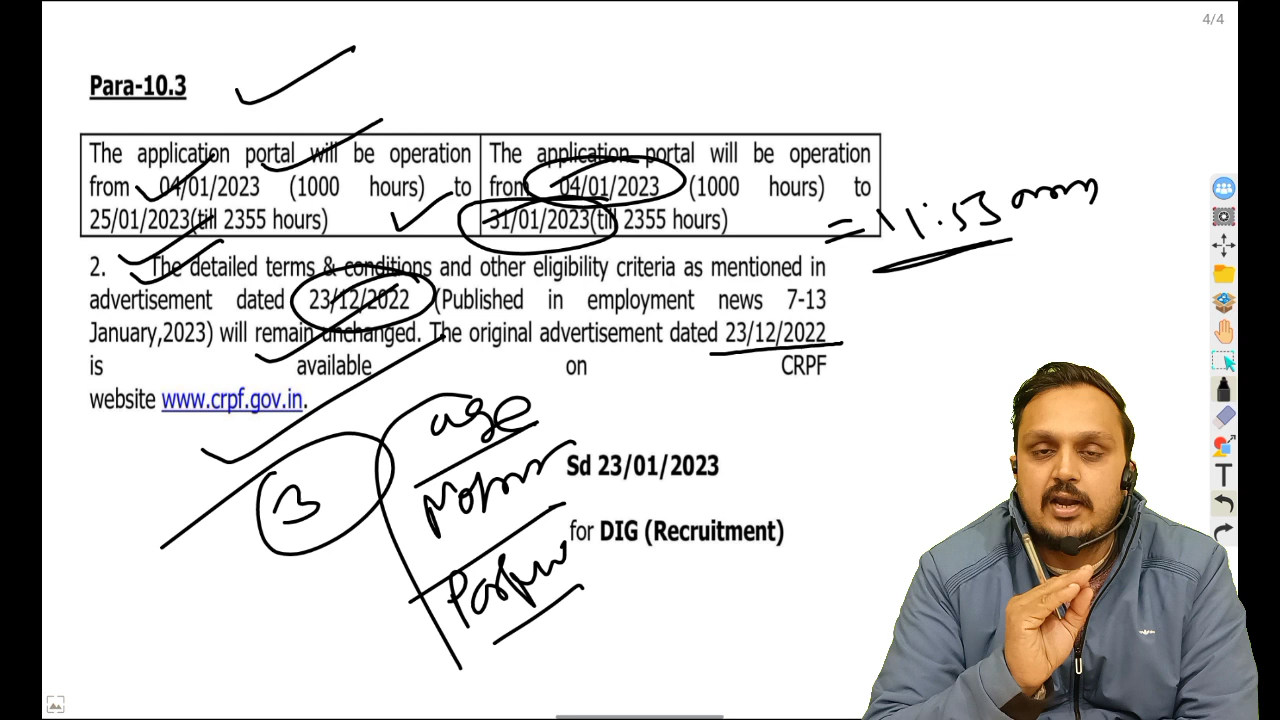 4/4
Para-10.3
The application portal will be operation from 04/01/2023 (1000 hours) to 25/01/2023(till 2355 hours)
The application portal will be operation from 04/01/2023 (1000 hours) to 31/01/2023(till 2355 hours)
= 11:53
2. The detailed terms & conditions and other eligibility criteria as mentioned in
advertisement dated 23/12/2022 (Published in employment news 7-13
January,2023) will remain unchanged. The original advertisement dated 23/12/2022
is available on CRPF
website www.crpf.gov.in.
age
3
Sd 23/01/2023
for DIG (Recruitment)
T